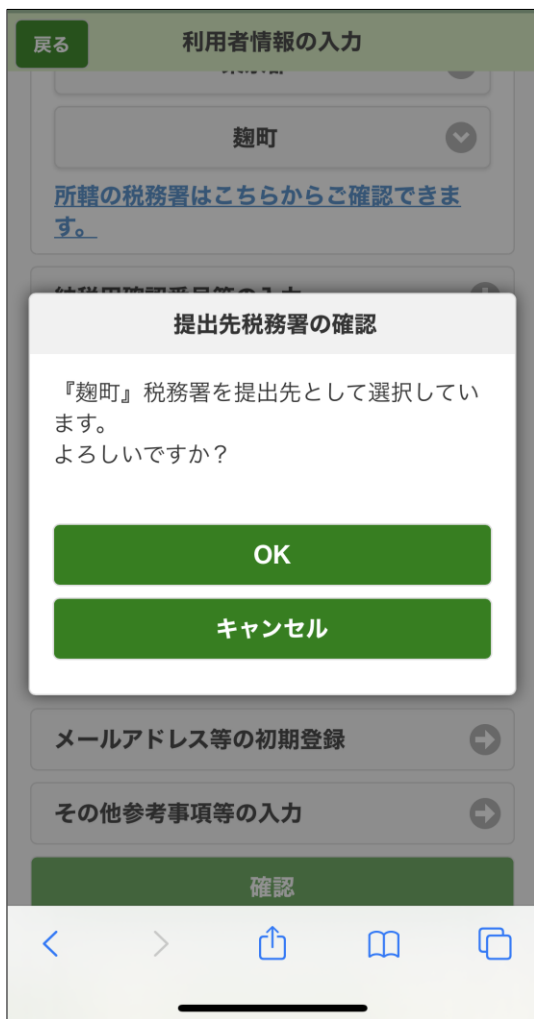 戻る
利用者情報の入力
麹町
所轄の税務署はこちらからご確認できま
す。
提出先税務署の確認
『麹町』税務署を提出先として選択してい
ます。
よろしいですか？
OK
キャンセル
メールアドレス等の初期登録
その他参考事項等の入力
確認